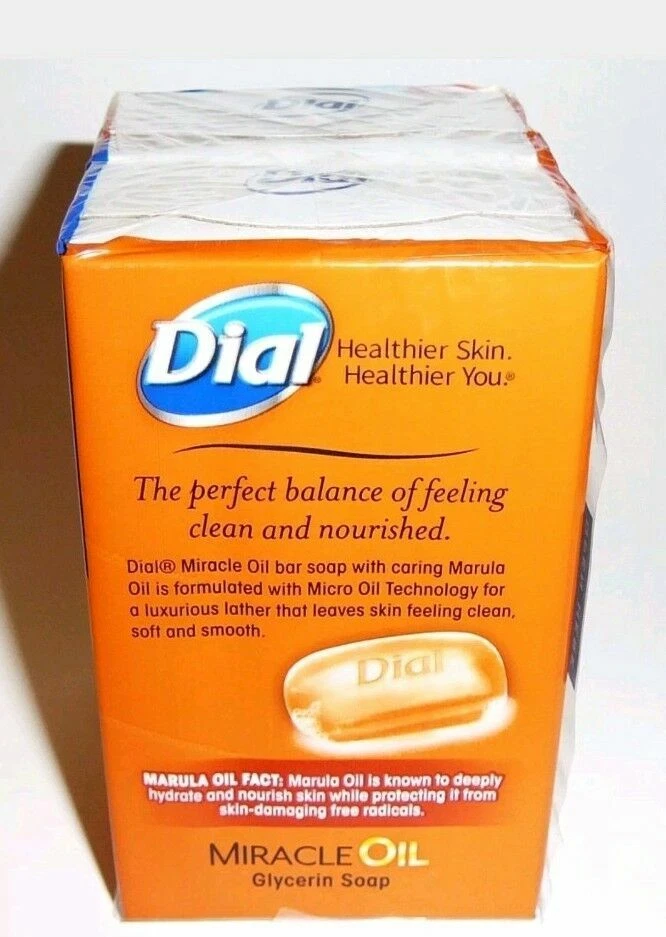 Dial
Dial
Dial
Healthier Skin.
Healthier You.®
The perfect balance of feeling
clean and nourished.
Dial® Miracle Oil bar soap with caring Marula
Oil is formulated with Micro Oil Technology for
a luxurious lather that leaves skin feeling clean,
soft and smooth.
Dial
MARULA OIL FACT: Marula Oil is known to deeply
hydrate and nourish skin while protecting it from
skin-damaging free radicals.
MIRACLE OIL
Glycerin Soap